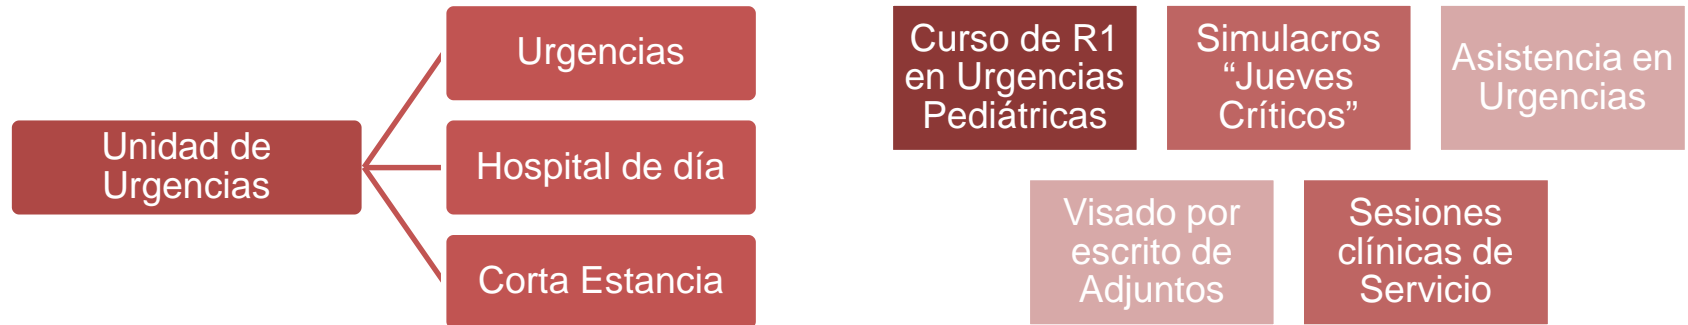 Unidad de
Urgencias
Urgencias
Hospital de día
Corta Estancia
Curso de R1
en Urgencias
Pediátricas
Simulacros
“Jueves
Críticos”
Asistencia en
Urgencias
Visado por
escrito de
Adjuntos
Sesiones
clínicas de
Servicio